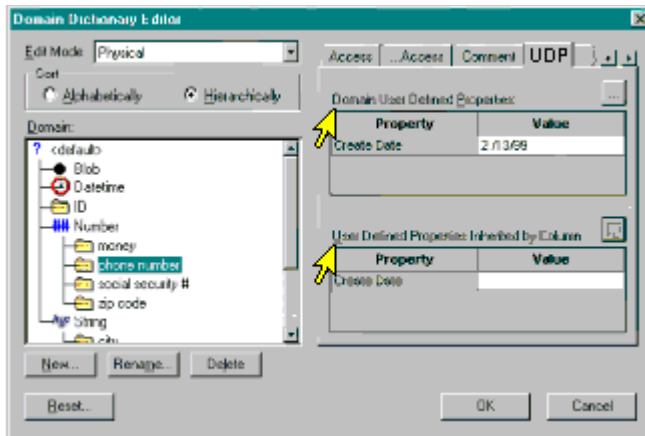 Domain Dictionary Editor
Edit Mode: Physical
Sort
Alphabetically Hierarchically
Domain:
? <default>
Blob
Datetime
ID
Number
money
phone number
social security #
zip code
String
city
New... Rename... Delete
Reset...
Access ...Access Comment UDP
Domain User Defined Properties:
...
Property Value
Create Date 2/13/99
User Defined Properties Inherited by Column
Property Value
Create Date
OK Cancel